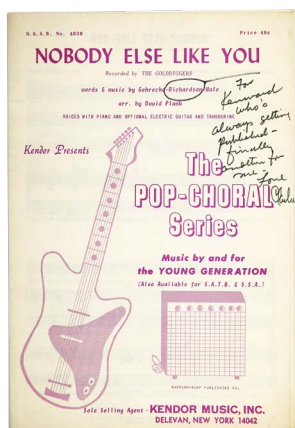 S.S.A.B. No. 4030
Price 40¢
NOBODY ELSE LIKE YOU
Recorded by THE GOLDDIGGERS
words & music by Gehrecke-Richardson-Hale
arr. by David Plank
VOICES WITH PIANO AND OPTIONAL ELECTRIC GUITAR AND TAMBOURINE
For
Kenward
who's
always getting
published-
finally
for
me-
Love
Kendor Presents
The
POP-CHORAL
Series
Music by and for
the YOUNG GENERATION
(Also Available for S.A.T.B. & S.S.A.)
PUBLISHING CO.
Sole Selling Agent - KENDOR MUSIC, INC.
DELEVAN, NEW YORK 14042